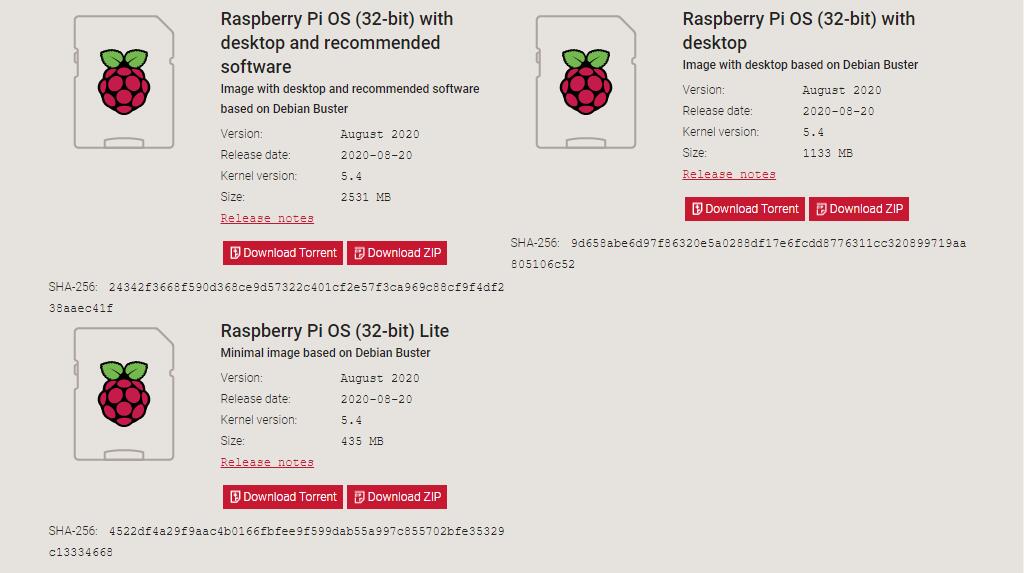 Raspberry Pi OS (32-bit) with
desktop and recommended
software
Image with desktop and recommended software
based on Debian Buster
Version: August 2020
Release date: 2020-08-20
Kernel version: 5.4
Size: 2531 MB
Release notes
Download Torrent Download ZIP
SHA-256: 24342f3668f590d368ce9d57322c401cf2e57f3ca969c88cf9f4df2
38aaec41f
Raspberry Pi OS (32-bit) with
desktop
Image with desktop based on Debian Buster
Version: August 2020
Release date: 2020-08-20
Kernel version: 5.4
Size: 1133 MB
Release notes
Download Torrent Download ZIP
SHA-256: 9d658abe6d97f86320e5a0288df17e6fcdd8776311cc320899719aa
805106c52
Raspberry Pi OS (32-bit) Lite
Minimal image based on Debian Buster
Version: August 2020
Release date: 2020-08-20
Kernel version: 5.4
Size: 435 MB
Release notes
Download Torrent Download ZIP
SHA-256: 4522df4a29f9aac4b0166fbfee9f599dab55a997c855702bfe35329
c13334668